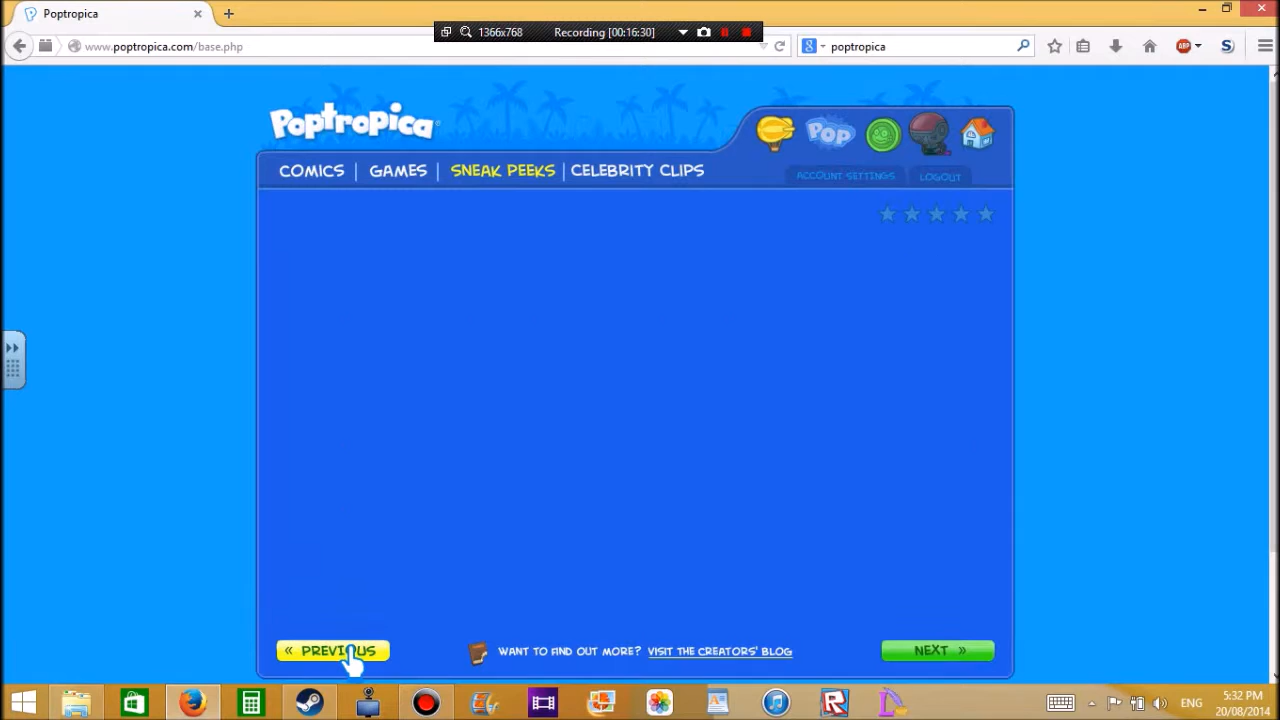 Poptropica
1366x768 Recording [00:16:30]
www.poptropica.com/base.php
poptropica
ABP
S
Poptropica
POP
COMICS | GAMES | SNEAK PEEKS | CELEBRITY CLIPS
ACCOUNT SETTINGS LOGOUT
« PREVIOUS
WANT TO FIND OUT MORE? VISIT THE CREATORS' BLOG
NEXT »
ENG
5:32 PM
20/08/2014